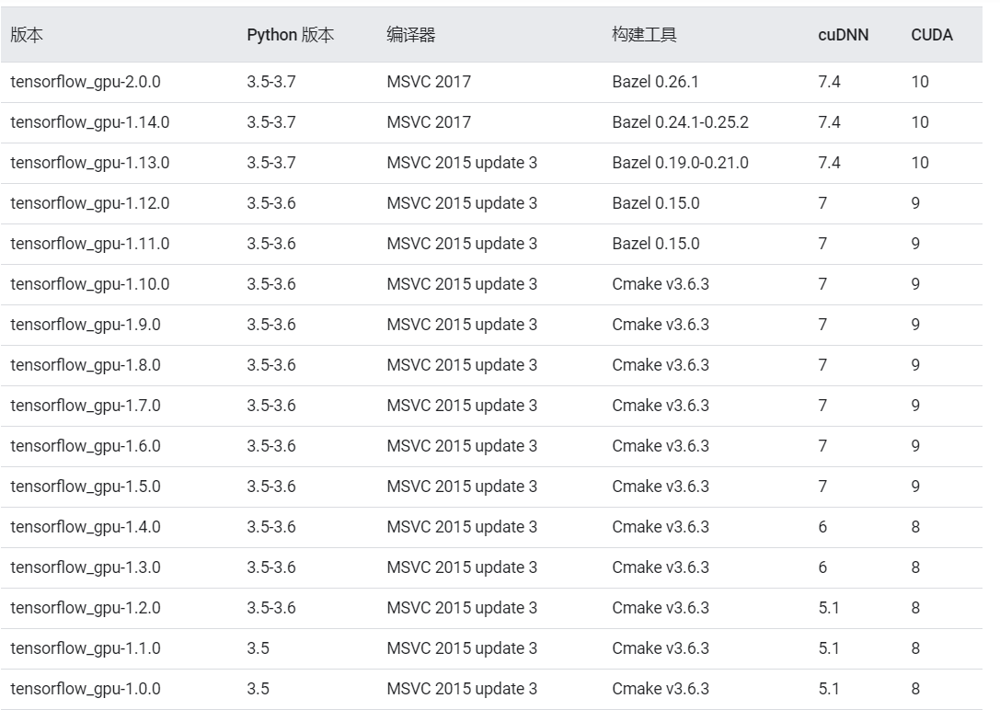 版本 Python 版本 编译器 构建工具 cuDNN CUDA
tensorflow_gpu-2.0.0 3.5-3.7 MSVC 2017 Bazel 0.26.1 7.4 10
tensorflow_gpu-1.14.0 3.5-3.7 MSVC 2017 Bazel 0.24.1-0.25.2 7.4 10
tensorflow_gpu-1.13.0 3.5-3.7 MSVC 2015 update 3 Bazel 0.19.0-0.21.0 7.4 10
tensorflow_gpu-1.12.0 3.5-3.6 MSVC 2015 update 3 Bazel 0.15.0 7 9
tensorflow_gpu-1.11.0 3.5-3.6 MSVC 2015 update 3 Bazel 0.15.0 7 9
tensorflow_gpu-1.10.0 3.5-3.6 MSVC 2015 update 3 Cmake v3.6.3 7 9
tensorflow_gpu-1.9.0 3.5-3.6 MSVC 2015 update 3 Cmake v3.6.3 7 9
tensorflow_gpu-1.8.0 3.5-3.6 MSVC 2015 update 3 Cmake v3.6.3 7 9
tensorflow_gpu-1.7.0 3.5-3.6 MSVC 2015 update 3 Cmake v3.6.3 7 9
tensorflow_gpu-1.6.0 3.5-3.6 MSVC 2015 update 3 Cmake v3.6.3 7 9
tensorflow_gpu-1.5.0 3.5-3.6 MSVC 2015 update 3 Cmake v3.6.3 7 9
tensorflow_gpu-1.4.0 3.5-3.6 MSVC 2015 update 3 Cmake v3.6.3 6 8
tensorflow_gpu-1.3.0 3.5-3.6 MSVC 2015 update 3 Cmake v3.6.3 6 8
tensorflow_gpu-1.2.0 3.5-3.6 MSVC 2015 update 3 Cmake v3.6.3 5.1 8
tensorflow_gpu-1.1.0 3.5 MSVC 2015 update 3 Cmake v3.6.3 5.1 8
tensorflow_gpu-1.0.0 3.5 MSVC 2015 update 3 Cmake v3.6.3 5.1 8